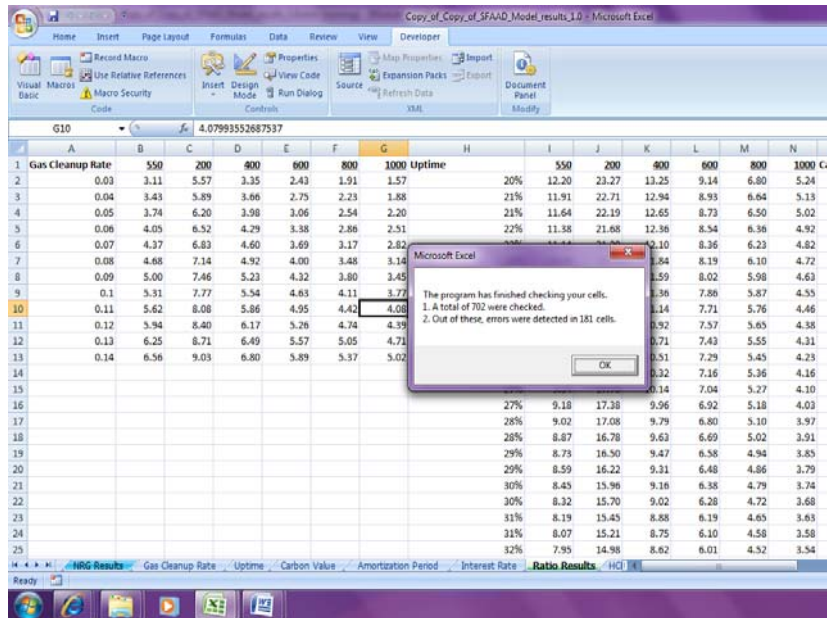 Copy_of_Copy_of_SFAAD_Model_results_1.0 - Microsoft Excel
Home Insert Page Layout Formulas Data Review View Developer
Visual Basic Macros Record Macro Use Relative References Macro Security Code
Insert Design Mode Properties View Code Run Dialog Controls
Source Map Properties Expansion Packs Refresh Data Import Export XML
Document Panel Modify
G10 fx 4.07993552687537
A B C D E F G H I J K L M N
1 Gas Cleanup Rate 550 200 400 600 800 1000 Uptime 550 200 400 600 800 1000
2 0.03 3.11 5.57 3.35 2.43 1.91 1.57 20% 12.20 23.27 13.25 9.14 6.80 5.24
3 0.04 3.43 5.89 3.66 2.75 2.23 1.88 21% 11.91 22.71 12.94 8.93 6.64 5.13
4 0.05 3.74 6.20 3.98 3.06 2.54 2.20 21% 11.64 22.19 12.65 8.73 6.50 5.02
5 0.06 4.05 6.52 4.29 3.38 2.86 2.51 22% 11.38 21.68 12.36 8.54 6.36 4.92
6 0.07 4.37 6.83 4.60 3.69 3.17 2.82 8.36 6.23 4.82
7 0.08 4.68 7.14 4.92 4.00 3.48 3.14 8.19 6.10 4.72
8 0.09 5.00 7.46 5.23 4.32 3.80 3.45 8.02 5.98 4.63
9 0.1 5.31 7.77 5.54 4.63 4.11 3.77 7.86 5.87 4.55
10 0.11 5.62 8.08 5.86 4.95 4.42 4.08 7.71 5.76 4.46
11 0.12 5.94 8.40 6.17 5.26 4.74 4.39 7.57 5.65 4.38
12 0.13 6.25 8.71 6.49 5.57 5.05 4.71 7.43 5.55 4.31
13 0.14 6.56 9.03 6.80 5.89 5.37 5.02 7.29 5.45 4.23
14 7.16 5.36 4.16
15 7.04 5.27 4.10
Microsoft Excel
The program has finished checking your cells.
1. A total of 702 were checked.
2. Out of these, errors were detected in 181 cells.
OK
16 27% 9.18 17.38 9.96 6.92 5.18 4.03
17 28% 9.02 17.08 9.79 6.80 5.10 3.97
18 28% 8.87 16.78 9.63 6.69 5.02 3.91
19 29% 8.73 16.50 9.47 6.58 4.94 3.85
20 29% 8.59 16.22 9.31 6.48 4.86 3.79
21 30% 8.45 15.96 9.16 6.38 4.79 3.74
22 30% 8.32 15.70 9.02 6.28 4.72 3.68
23 31% 8.19 15.45 8.88 6.19 4.65 3.63
24 31% 8.07 15.21 8.75 6.10 4.58 3.58
25 32% 7.95 14.98 8.62 6.01 4.52 3.54
NRG Results Gas Cleanup Rate Uptime Carbon Value Amortization Period Interest Rate Ratio Results HCl
Ready